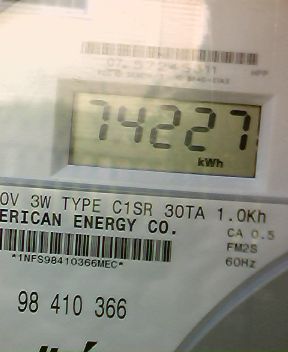 74227
kWh
0V 3W TYPE C1SR 30TA 1.0Kh
ERICAN ENERGY CO.
CA 0.5
FM2S
60Hz
*1NFS98410366MEC*
98 410 366